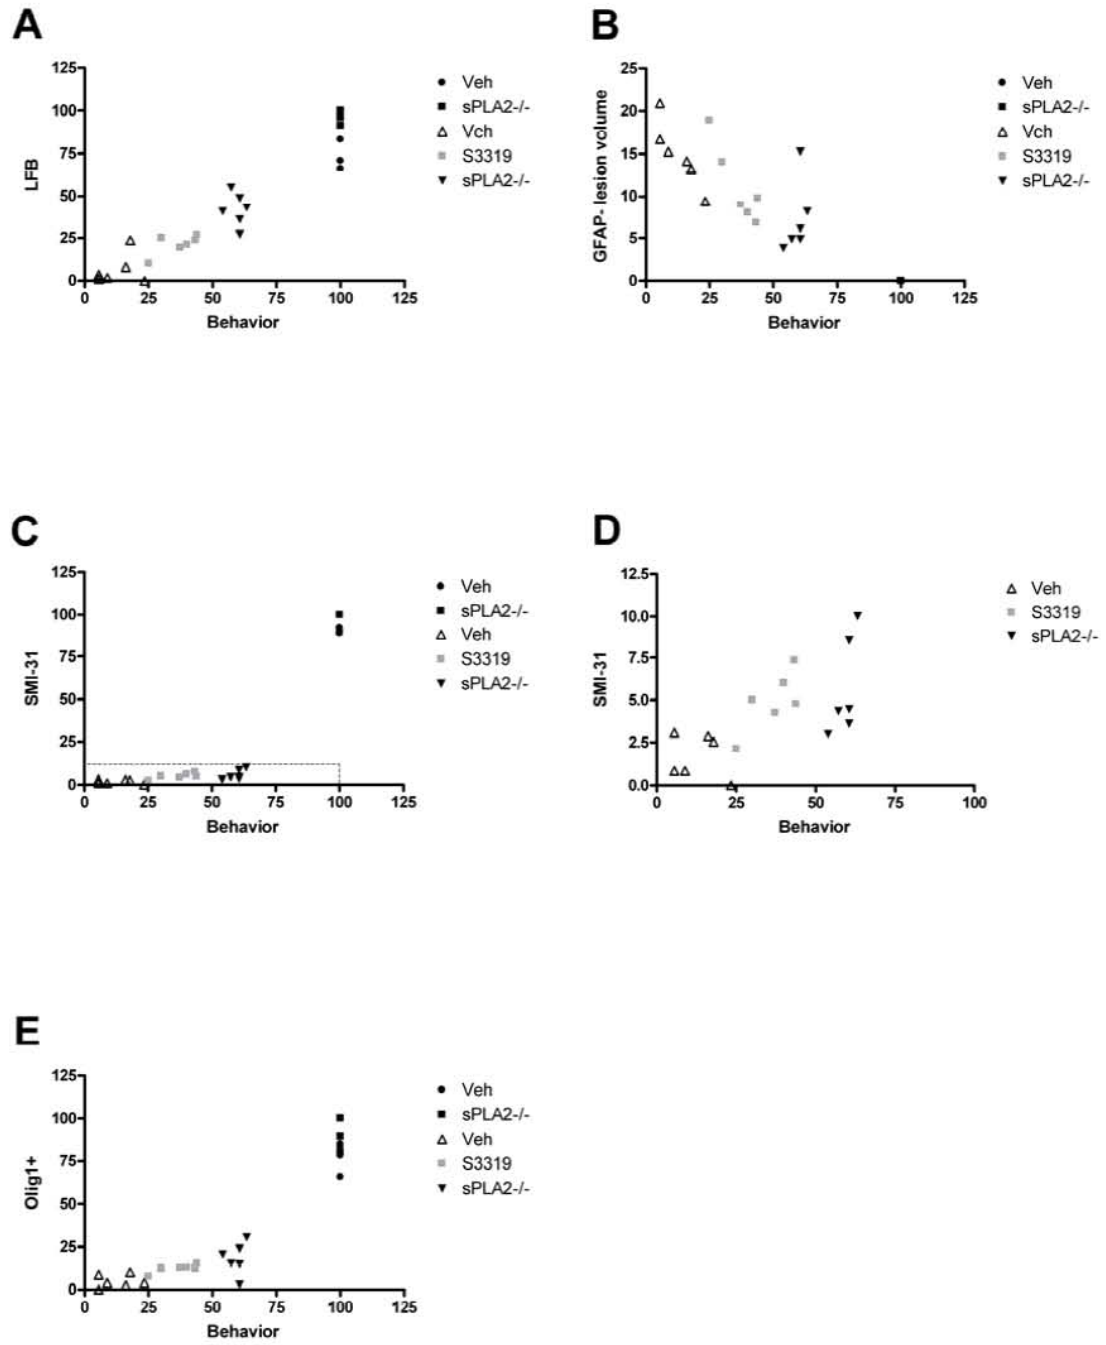 A
B
125
100
75
50
25
0
LFB
0 25 50 75 100 125
Behavior
Veh
sPLA2-/-
Vch
S3319
sPLA2-/-
25
20
15
10
5
0
GFAP- lesion volume
0 25 50 75 100 125
Behavior
Veh
sPLA2-/-
Vch
S3319
sPLA2-/-
C
D
125
100
75
50
25
0
SMI-31
0 25 50 75 100 125
Behavior
Veh
sPLA2-/-
Veh
S3319
sPLA2-/-
12.5
10.0
7.5
5.0
2.5
0.0
SMI-31
0 25 50 75 100
Behavior
Veh
S3319
sPLA2-/-
E
125
100
75
50
25
0
Olig1+
0 25 50 75 100 125
Behavior
Veh
sPLA2-/-
Veh
S3319
sPLA2-/-